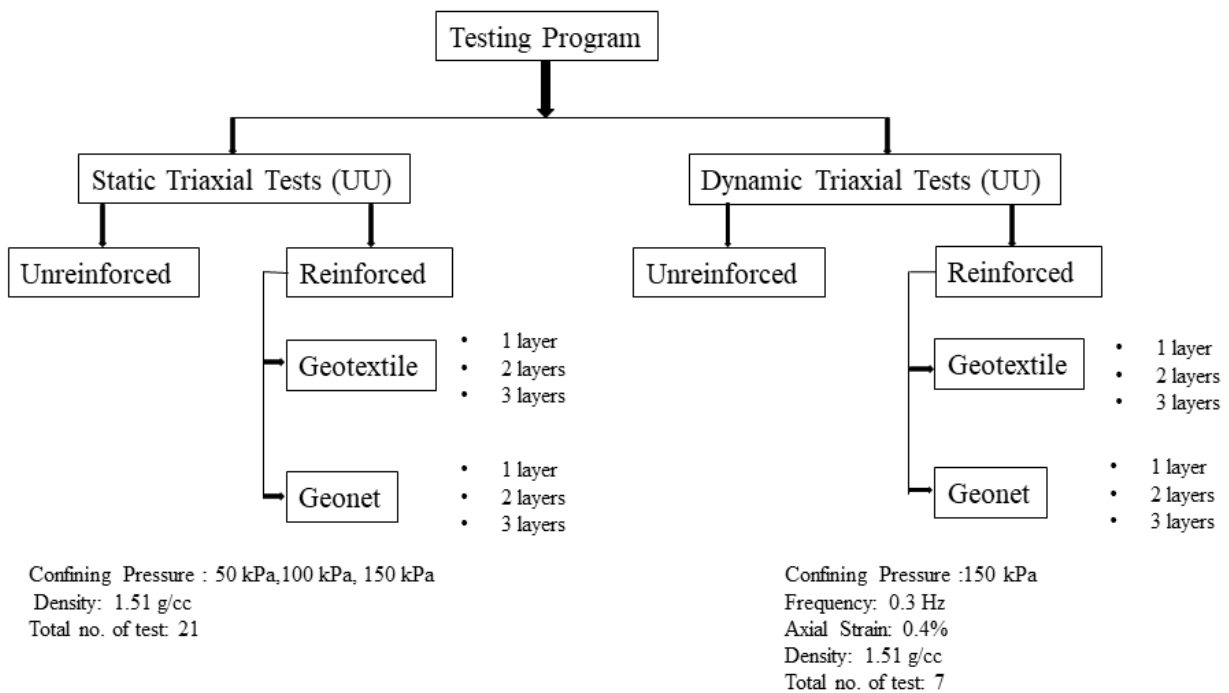 Testing Program
Static Triaxial Tests (UU)
Unreinforced
Reinforced
Geotextile
• 1 layer
• 2 layers
• 3 layers
Geonet
• 1 layer
• 2 layers
• 3 layers
Confining Pressure : 50 kPa,100 kPa, 150 kPa
Density: 1.51 g/cc
Total no. of test: 21
Dynamic Triaxial Tests (UU)
Unreinforced
Reinforced
Geotextile
• 1 layer
• 2 layers
• 3 layers
Geonet
• 1 layer
• 2 layers
• 3 layers
Confining Pressure :150 kPa
Frequency: 0.3 Hz
Axial Strain: 0.4%
Density: 1.51 g/cc
Total no. of test: 7